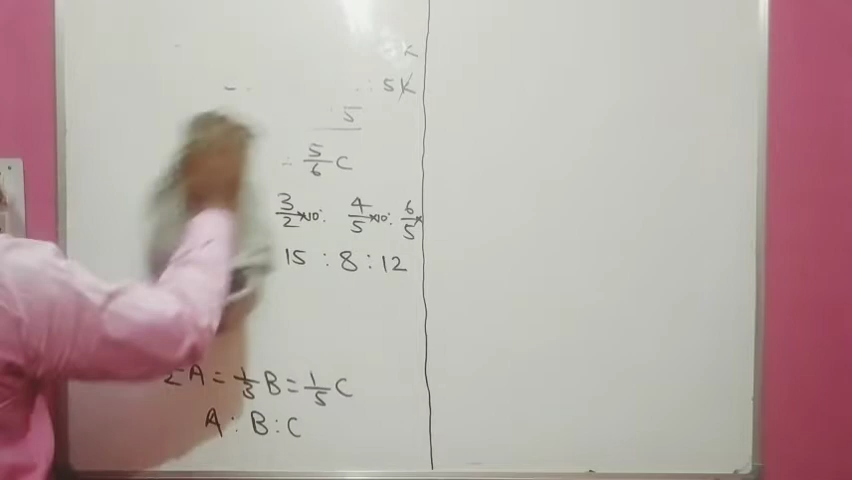 : 5K
5
= 5/6 C
3/2 ×10 : 4/5 ×10 : 6/5 ×
15 : 8 : 12
A = 1/3 B = 1/5 C
A : B : C